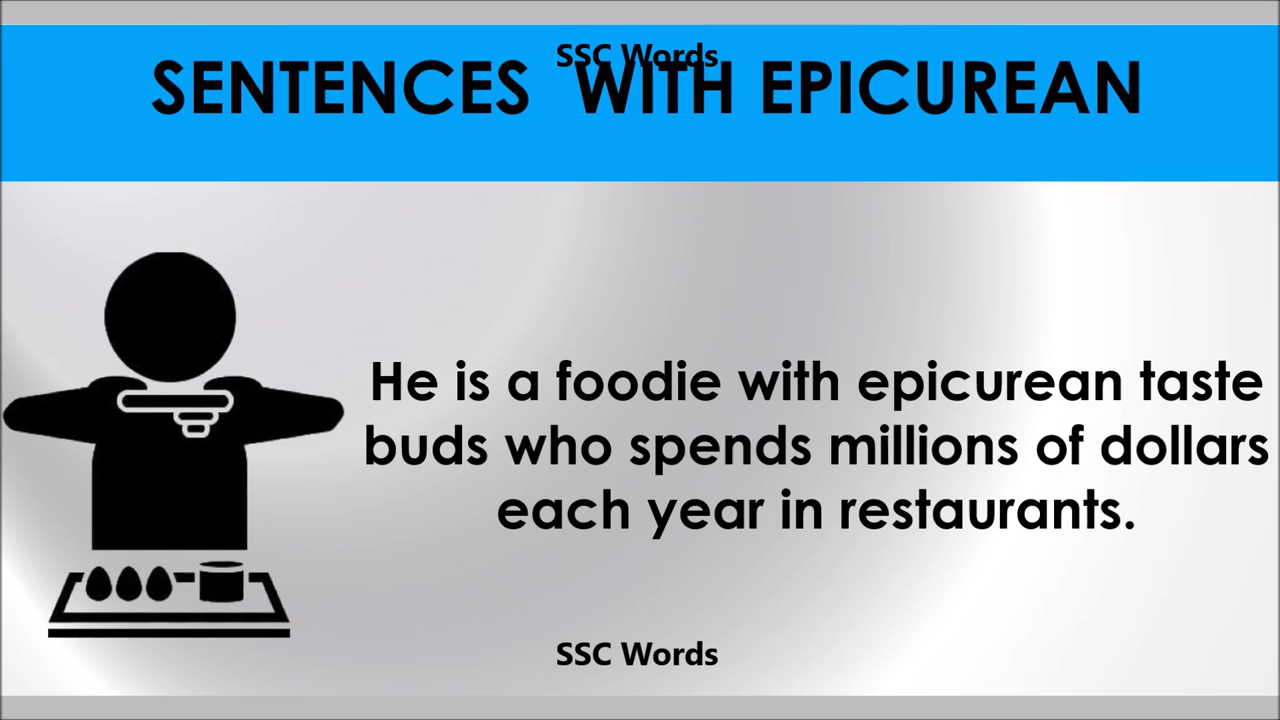 SSC Words
SENTENCES WITH EPICUREAN
He is a foodie with epicurean taste
buds who spends millions of dollars
each year in restaurants.
SSC Words